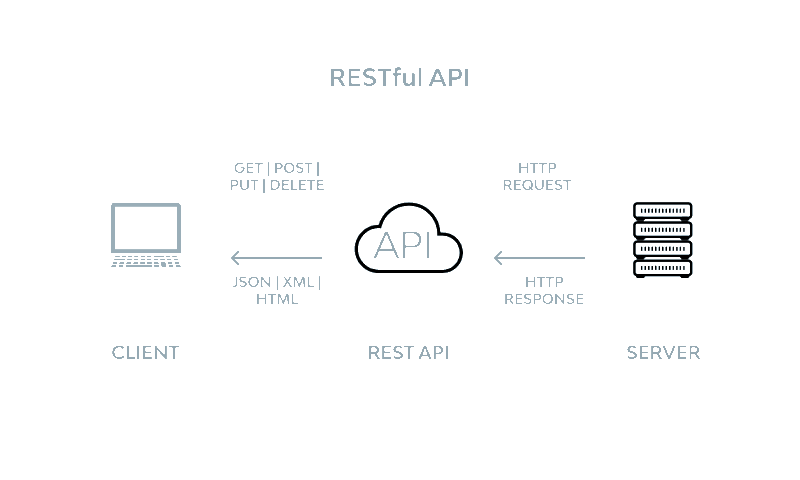 RESTful API
GET | POST |
PUT | DELETE
HTTP
REQUEST
API
JSON | XML |
HTML
HTTP
RESPONSE
CLIENT
REST API
SERVER